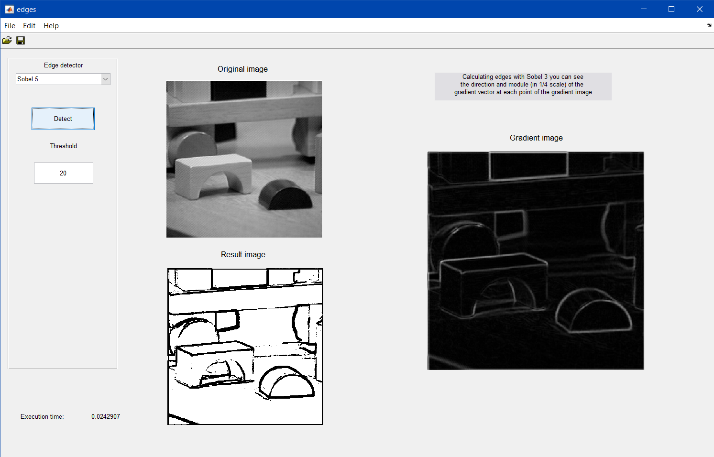 edges
File Edit Help
Edge detector
Sobel 5
Detect
Threshold
20
Execution time: 0.0242907
Original image
Result image
Calculating edges with Sobel 3 you can see
the direction and module (in 1/4 scale) of the
gradient vector at each point of the gradient image
Gradient image